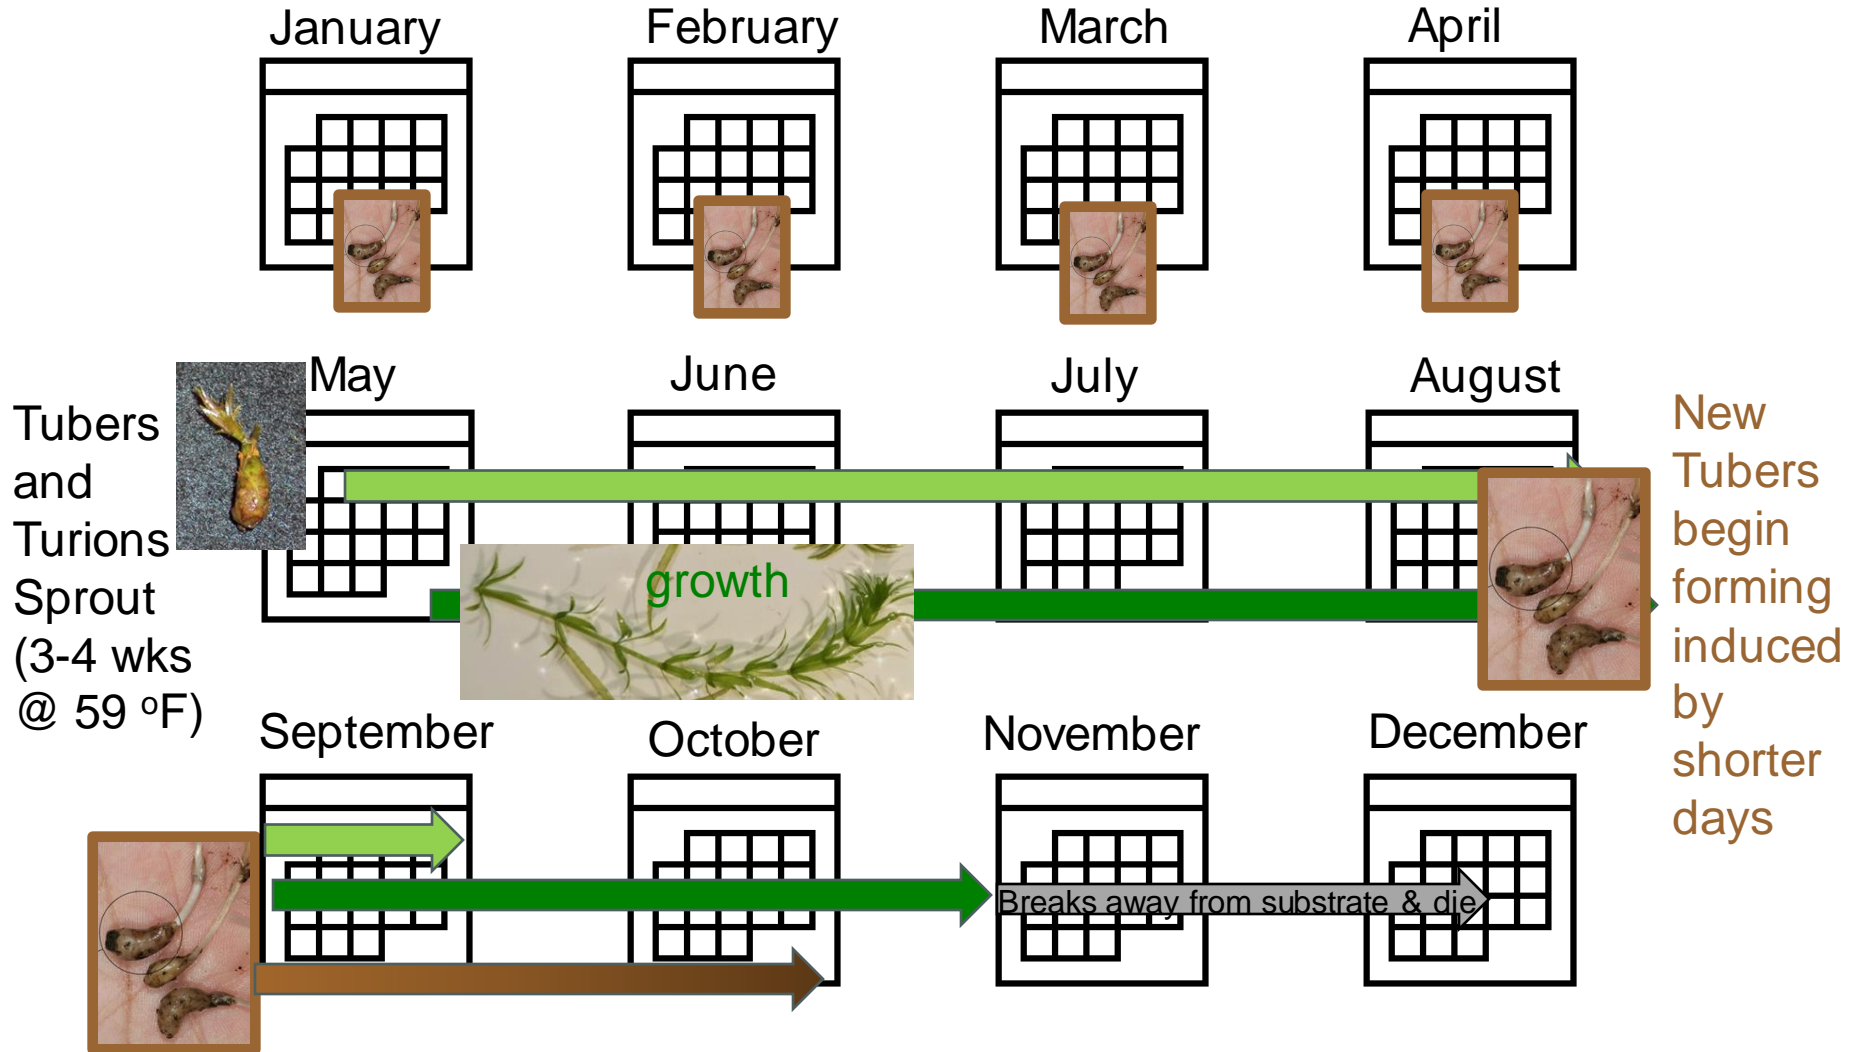 January
February
March
April
May
June
July
August
Tubers
and
Turions
Sprout
(3-4 wks
@ 59 ºF)
growth
New
Tubers
begin
forming
induced
by
shorter
days
September
October
November
December
Breaks away from substrate & die